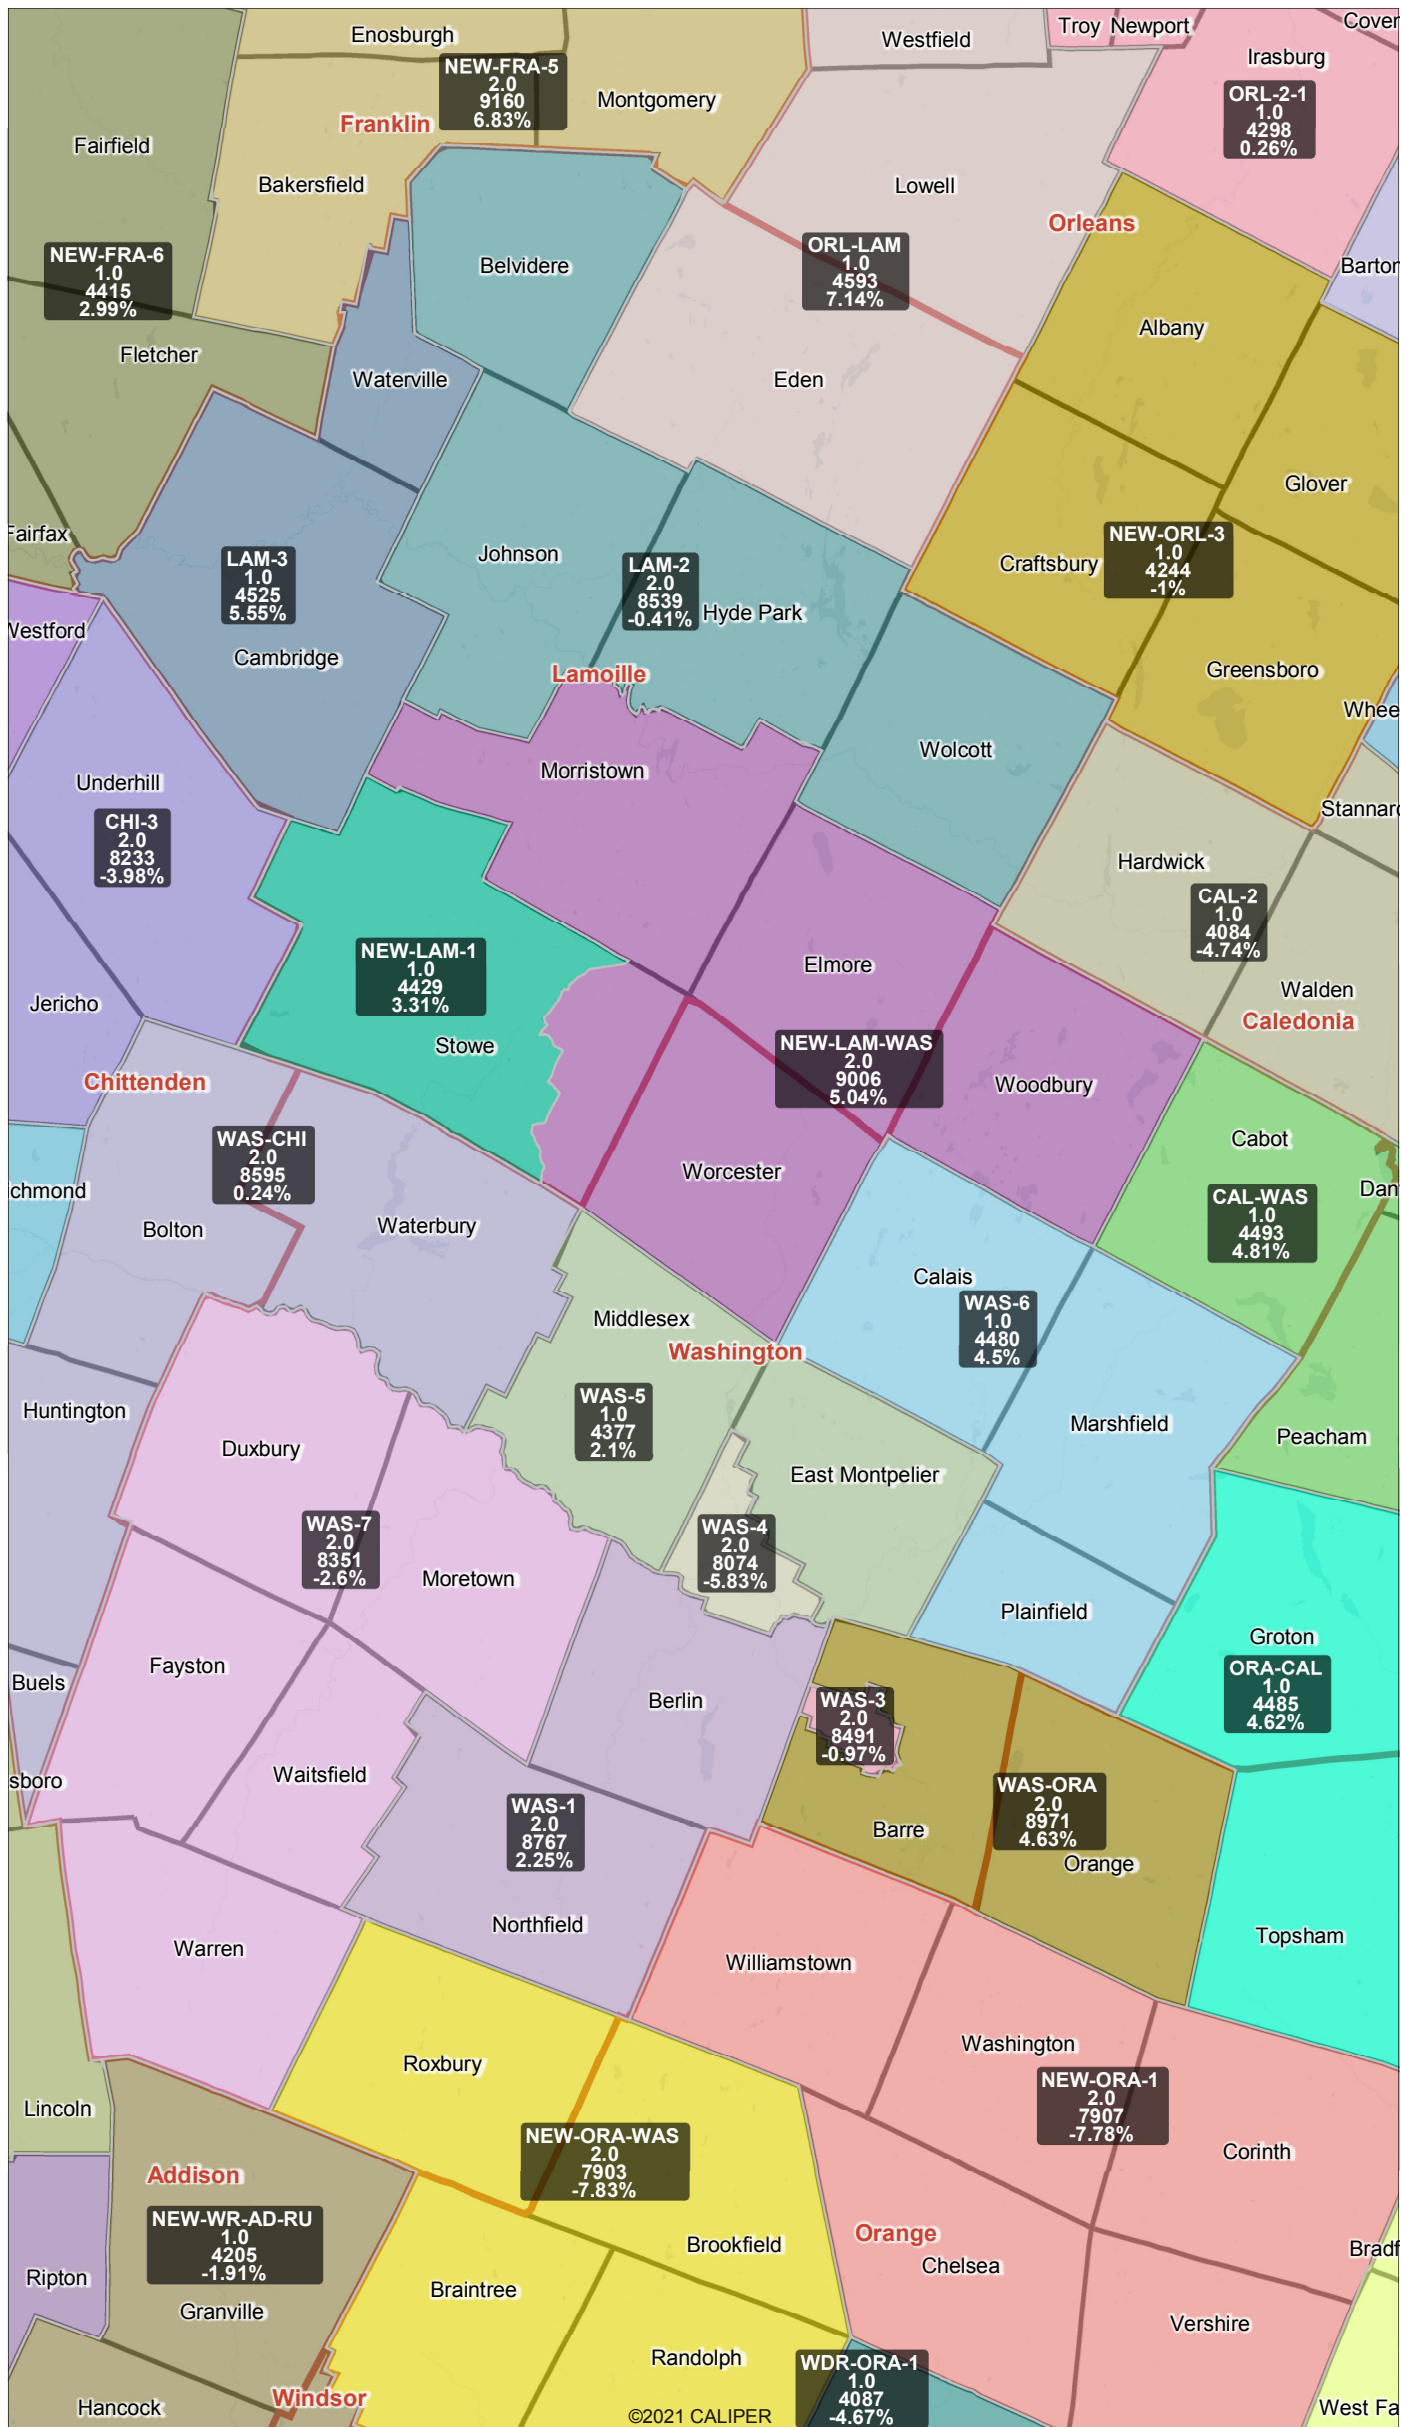 Enosburgh
Westfield
Troy
Newport
Cover
Irasburg
NEW-FRA-5
2.0
9160
6.83%
Montgomery
ORL-2-1
1.0
4298
0.26%
Franklin
Fairfield
Bakersfield
Lowell
Orleans
NEW-FRA-6
1.0
4415
2.99%
Belvidere
ORL-LAM
1.0
4593
7.14%
Barton
Albany
Fletcher
Waterville
Eden
Glover
Fairfax
Johnson
LAM-3
1.0
4525
5.55%
LAM-2
2.0
8539
-0.41%
Hyde Park
Craftsbury
NEW-ORL-3
1.0
4244
-1%
Westford
Cambridge
Lamoille
Greensboro
Whee
Underhill
Morristown
Wolcott
Stannard
CHI-3
2.0
8233
-3.98%
Hardwick
CAL-2
1.0
4084
-4.74%
NEW-LAM-1
1.0
4429
3.31%
Elmore
Walden
Caledonia
Jericho
Stowe
NEW-LAM-WAS
2.0
9006
5.04%
Woodbury
Chittenden
Cabot
WAS-CHI
2.0
8595
0.24%
Worcester
chmond
Dan
CAL-WAS
1.0
4493
4.81%
Bolton
Waterbury
Calais
WAS-6
1.0
4480
4.5%
Middlesex
Washington
Huntington
WAS-5
1.0
4377
2.1%
Marshfield
Peacham
Duxbury
East Montpelier
WAS-7
2.0
8351
-2.6%
WAS-4
2.0
8074
-5.83%
Moretown
Plainfield
Groton
Fayston
ORA-CAL
1.0
4485
4.62%
Buels
Berlin
WAS-3
2.0
8491
-0.97%
sboro
Waitsfield
WAS-1
2.0
8767
2.25%
WAS-ORA
2.0
8971
4.63%
Barre
Orange
Northfield
Topsham
Warren
Williamstown
Washington
Roxbury
NEW-ORA-1
2.0
7907
-7.78%
Lincoln
NEW-ORA-WAS
2.0
7903
-7.83%
Corinth
Addison
NEW-WR-AD-RU
1.0
4205
-1.91%
Orange
Brookfield
Bradf
Chelsea
Ripton
Braintree
Granville
Vershire
Randolph
WDR-ORA-1
1.0
4087
-4.67%
Windsor
Hancock
West Fa
©2021 CALIPER